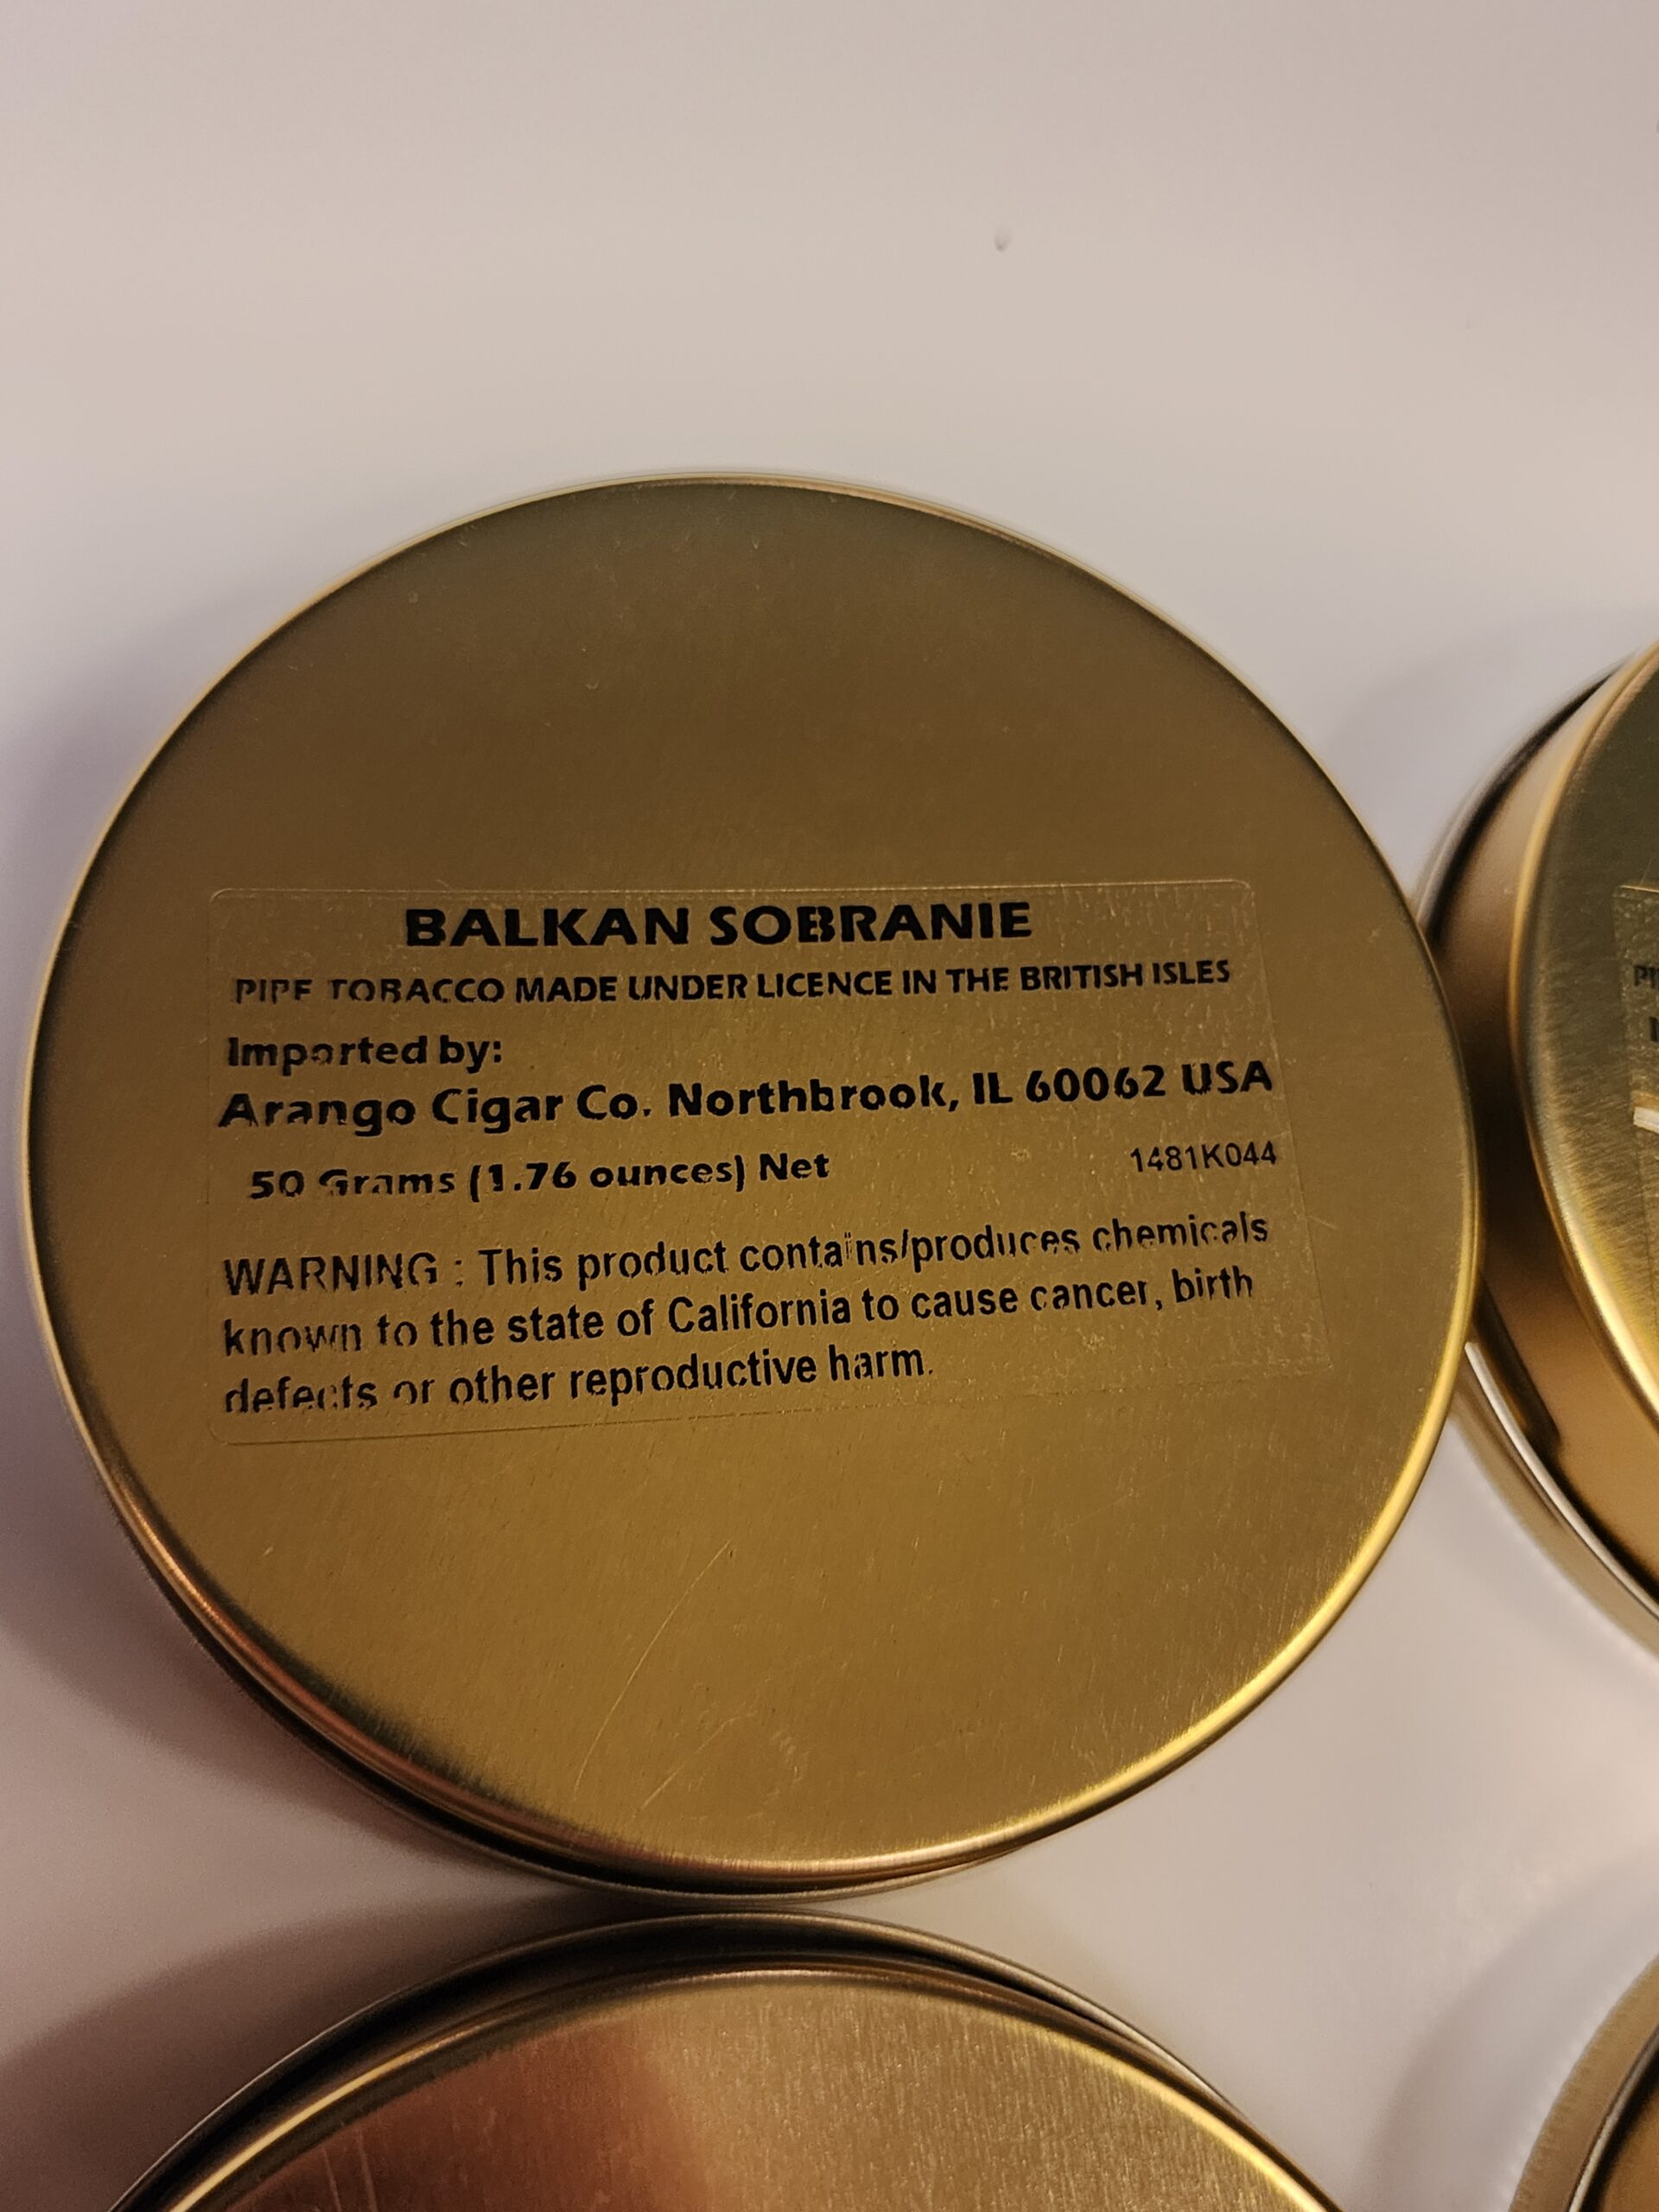 BALKAN SOBRANIE
PIPE TOBACCO MADE UNDER LICENCE IN THE BRITISH ISLES
Imported by:
Arango Cigar Co. Northbrook, IL 60062 USA
50 Grams (1.76 ounces) Net 1481K044
WARNING : This product contains/produces chemicals
known to the state of California to cause cancer, birth
defects or other reproductive harm.